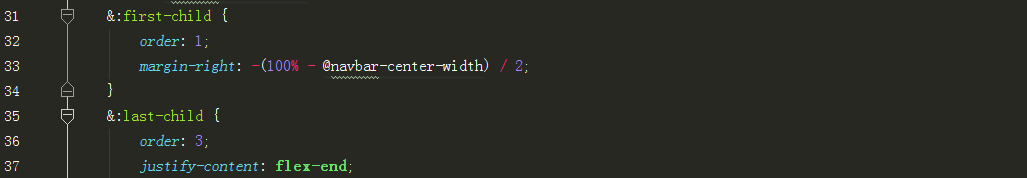 31 &:first-child {
32 order: 1;
33 margin-right: -(100% - @navbar-center-width) / 2;
34 }
35 &:last-child {
36 order: 3;
37 justify-content: flex-end;